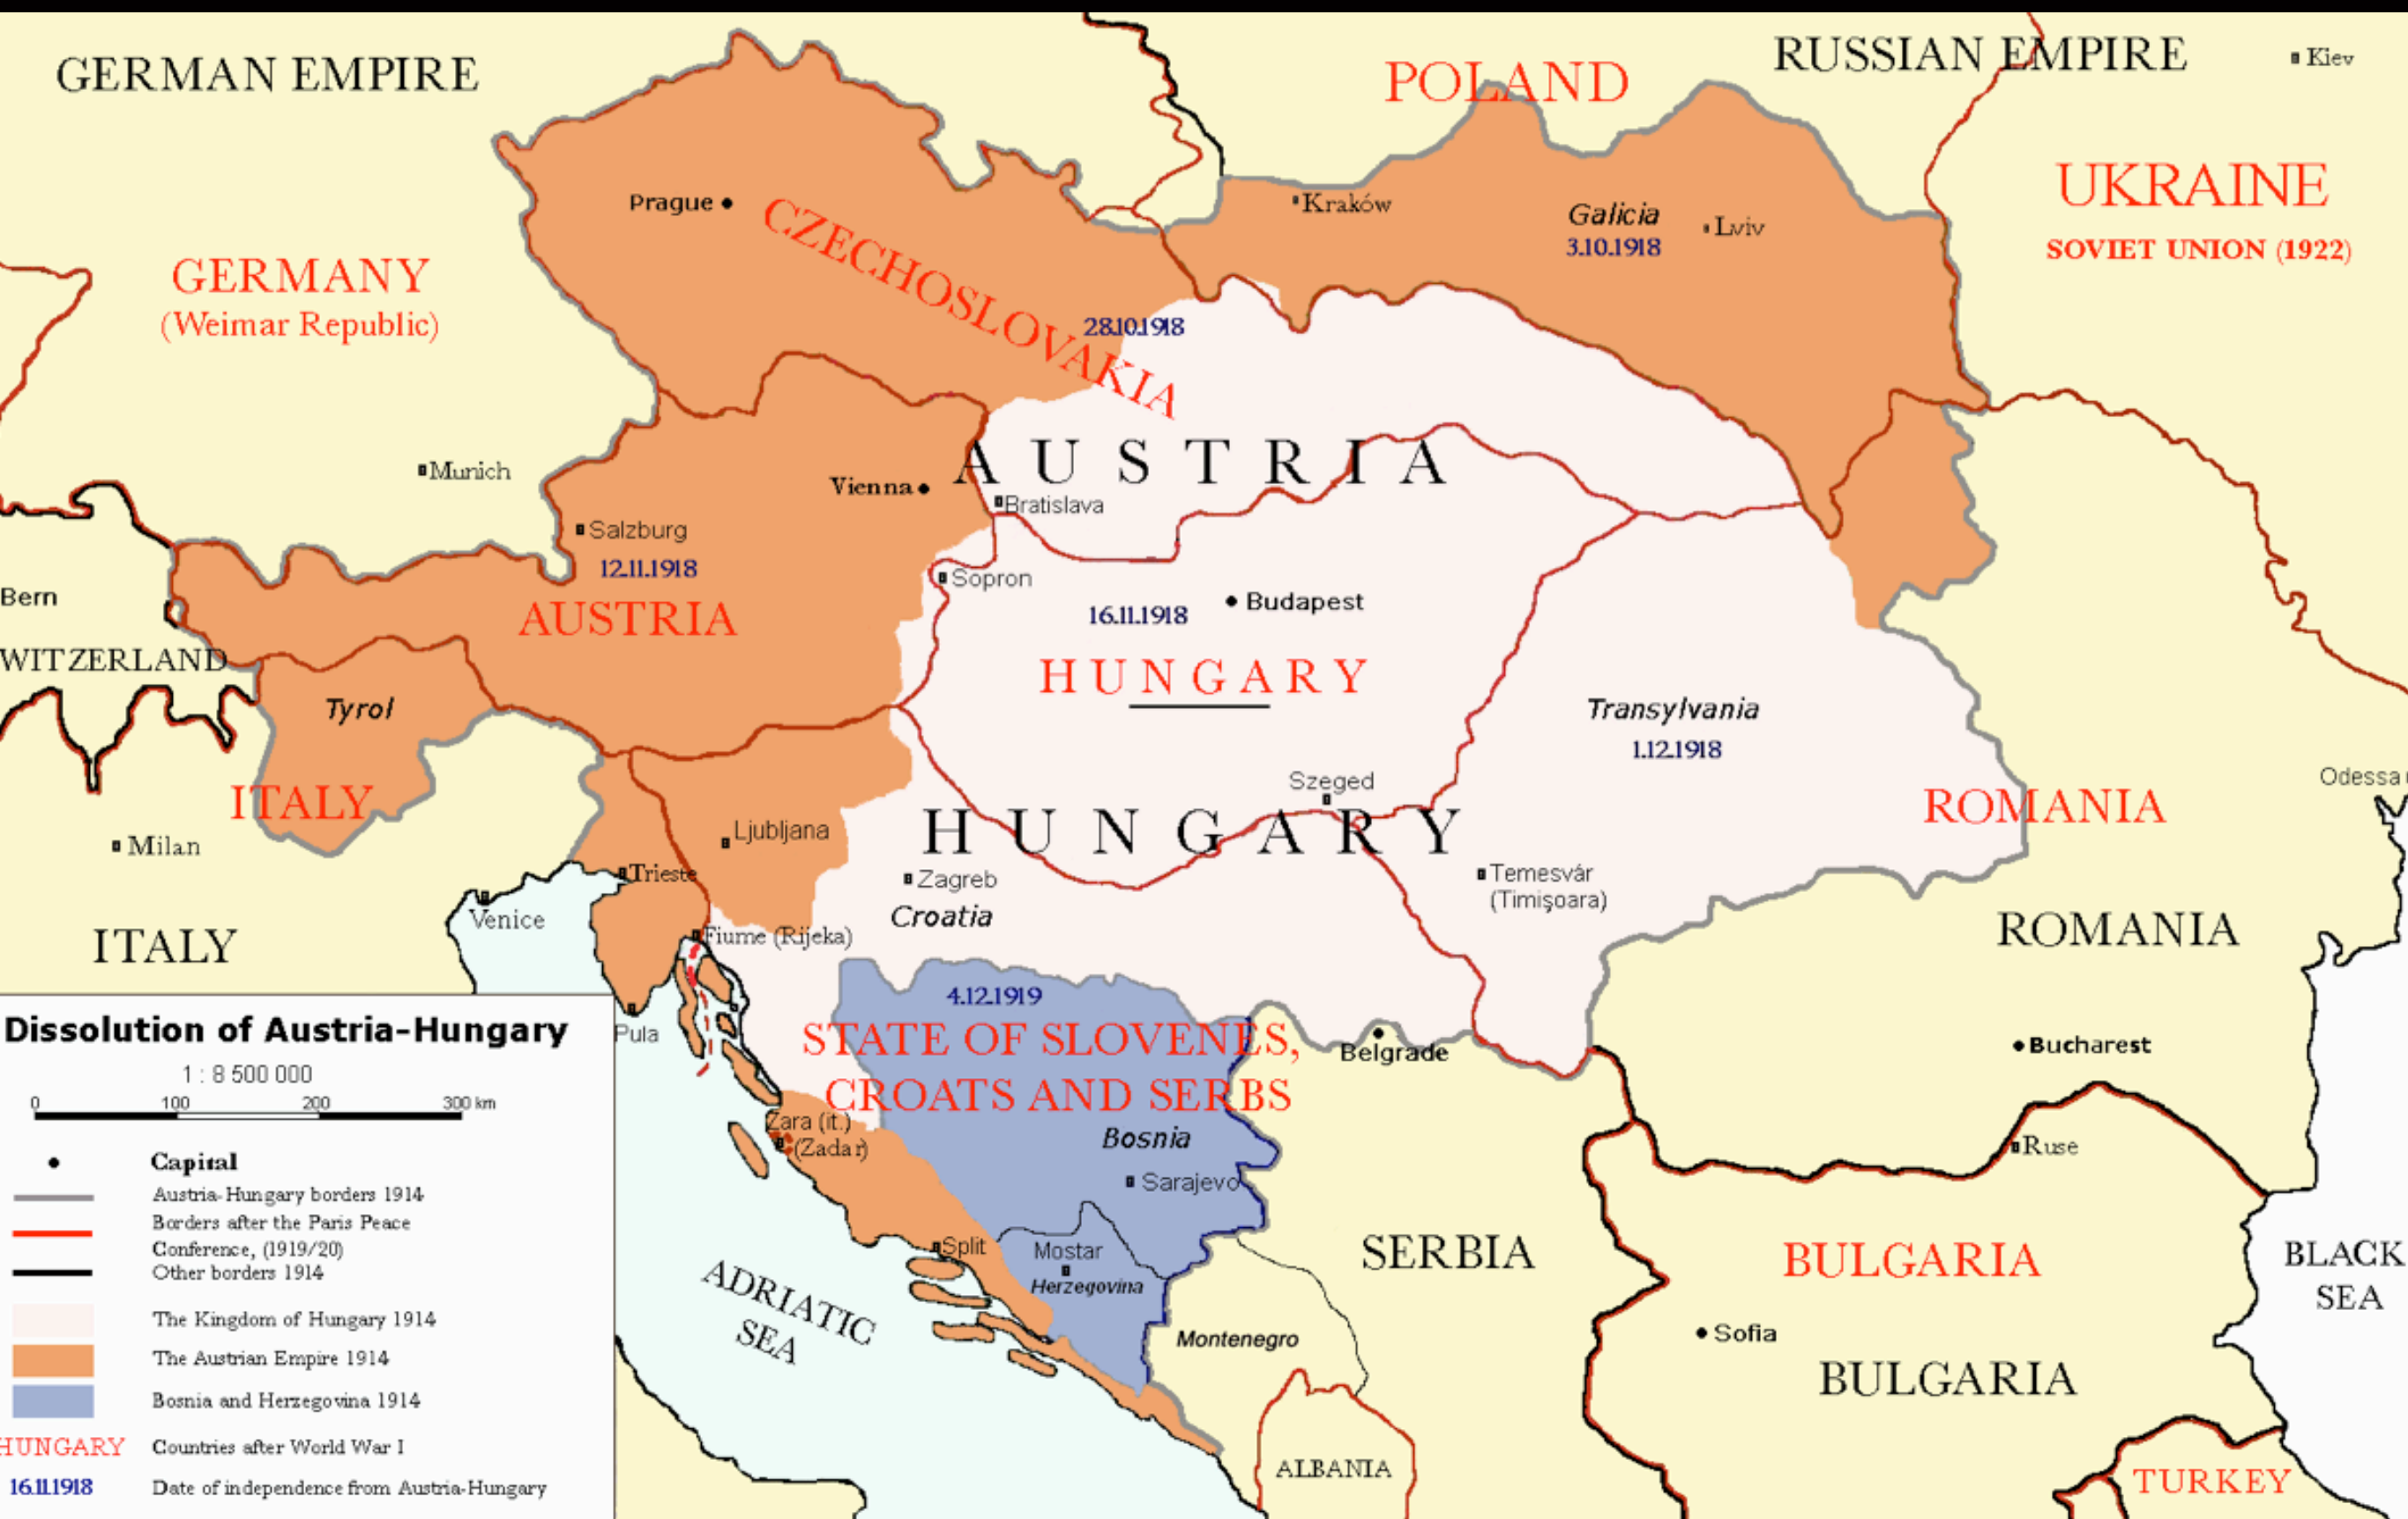 GERMAN EMPIRE
POLAND
RUSSIAN EMPIRE
Kiev
Prague
CZECHOSLOVAKIA
28.10.1918
Kraków
Galicia
3.10.1918
Lviv
UKRAINE
SOVIET UNION (1922)
GERMANY
(Weimar Republic)
Munich
Vienna
AUSTRIA
Bratislava
Salzburg
12.11.1918
AUSTRIA
Sopron
16.11.1918
Budapest
HUNGARY
Bern
WITZERLAND
Tyrol
ITALY
Milan
Transylvania
1.12.1918
Szeged
HUNGARY
ROMANIA
Odessa
Ljubljana
Trieste
Zagreb
Croatia
Temesvár
(Timişoara)
Venice
ITALY
Fiume (Rijeka)
ROMANIA
4.12.1919
STATE OF SLOVENES,
CROATS AND SERBS
Pula
Belgrade
Bucharest
Zara (it.)
(Zadar)
Bosnia
Sarajevo
Ruse
Split
Mostar
Herzegovina
SERBIA
BULGARIA
BLACK
SEA
ADRIATIC
SEA
Montenegro
Sofia
BULGARIA
ALBANIA
TURKEY
Dissolution of Austria-Hungary
1 : 8 500 000
0 100 200 300 km
Capital
Austria-Hungary borders 1914
Borders after the Paris Peace
Conference, (1919/20)
Other borders 1914
The Kingdom of Hungary 1914
The Austrian Empire 1914
Bosnia and Herzegovina 1914
HUNGARY Countries after World War I
16.11.1918 Date of independence from Austria-Hungary